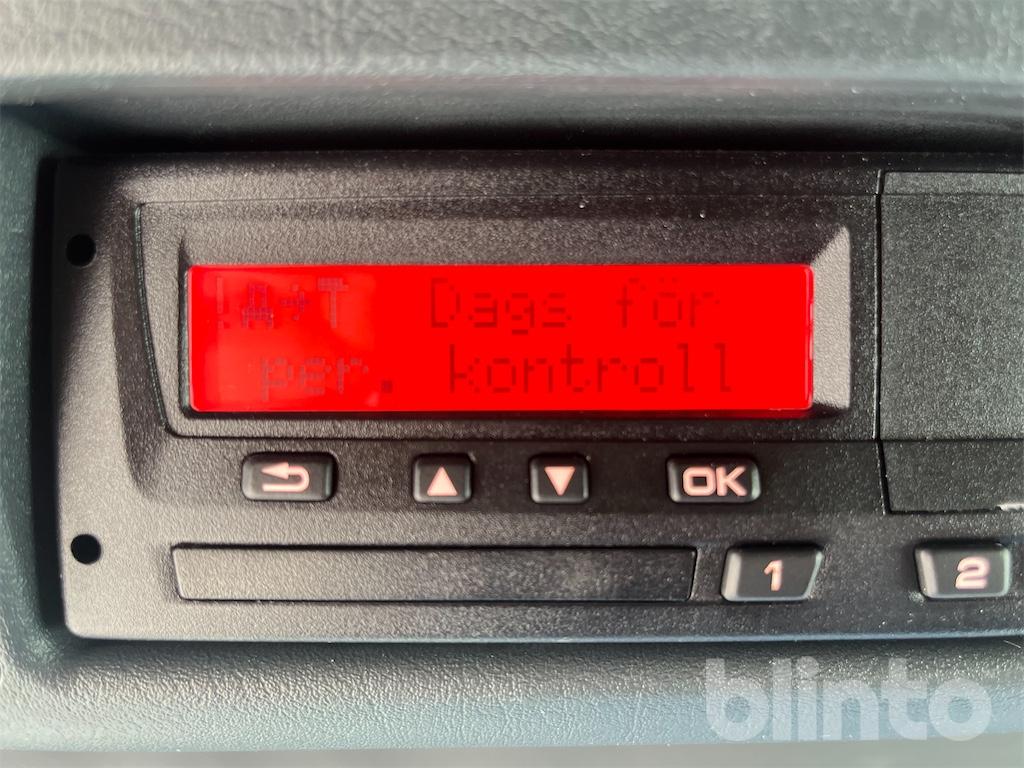 !A→T Dags för
per. kontroll
OK
1
2
blinto